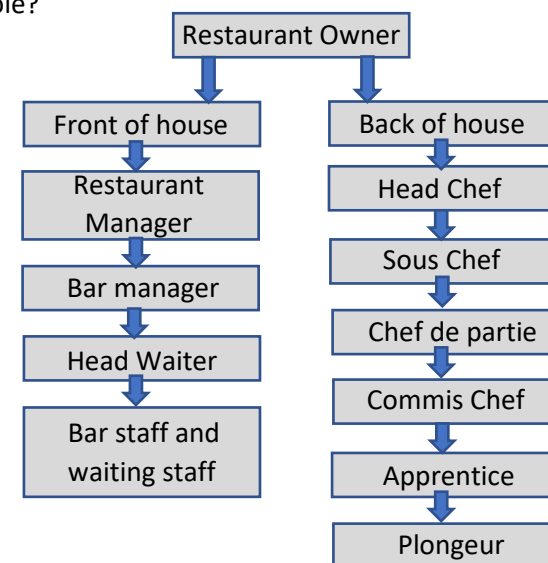 Restaurant Owner
Front of house
Restaurant
Manager
Bar manager
Head Waiter
Bar staff and
waiting staff
Back of house
Head Chef
Sous Chef
Chef de partie
Commis Chef
Apprentice
Plongeur